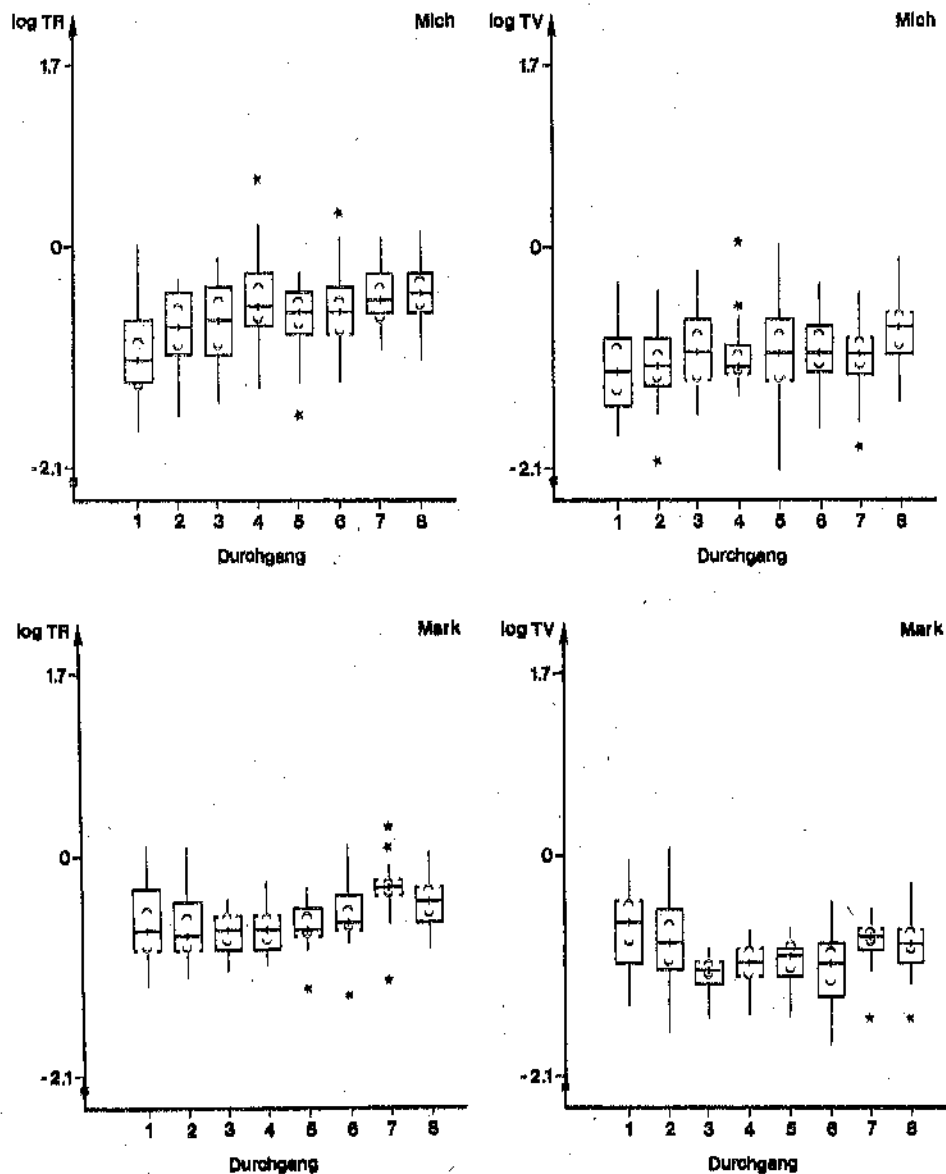 log TR Mich
1.7
0
-2.1
1 2 3 4 5 6 7 8
Durchgang
log TV Mich
1.7
0
-2.1
1 2 3 4 5 6 7 8
Durchgang
log TR Mark
1.7
0
-2.1
1 2 3 4 5 6 7 8
Durchgang
log TV Mark
1.7
0
-2.1
1 2 3 4 5 6 7 8
Durchgang